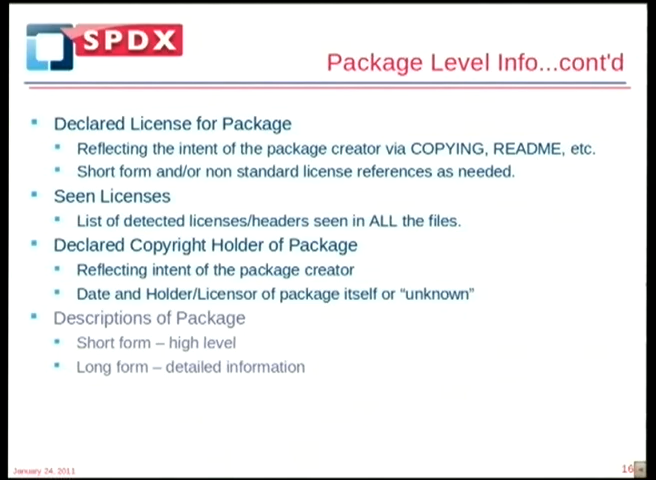 SPDX
Package Level Info...cont'd
Declared License for Package
Reflecting the intent of the package creator via COPYING, README, etc.
Short form and/or non standard license references as needed.
Seen Licenses
List of detected licenses/headers seen in ALL the files.
Declared Copyright Holder of Package
Reflecting intent of the package creator
Date and Holder/Licensor of package itself or “unknown”
Descriptions of Package
Short form – high level
Long form – detailed information
January 24, 2011
16